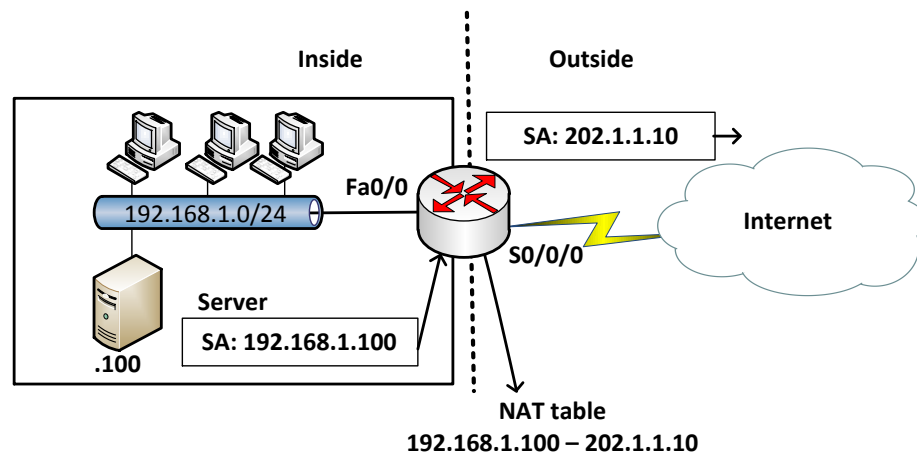 Inside
Outside
SA: 202.1.1.10
Fa0/0
192.168.1.0/24
Internet
S0/0/0
Server
SA: 192.168.1.100
.100
NAT table
192.168.1.100 – 202.1.1.10